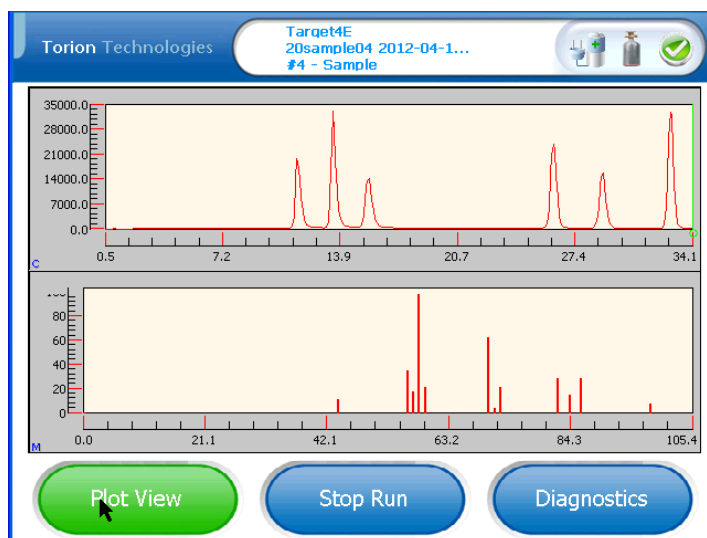 Torion Technologies
Target4E
20sample04 2012-04-1...
#4 - Sample
35000.0
28000.0
21000.0
14000.0
7000.0
0.0
C
0.5 7.2 13.9 20.7 27.4 34.1
80
60
40
20
0
M
0.0 21.1 42.1 63.2 84.3 105.4
Plot View Stop Run Diagnostics